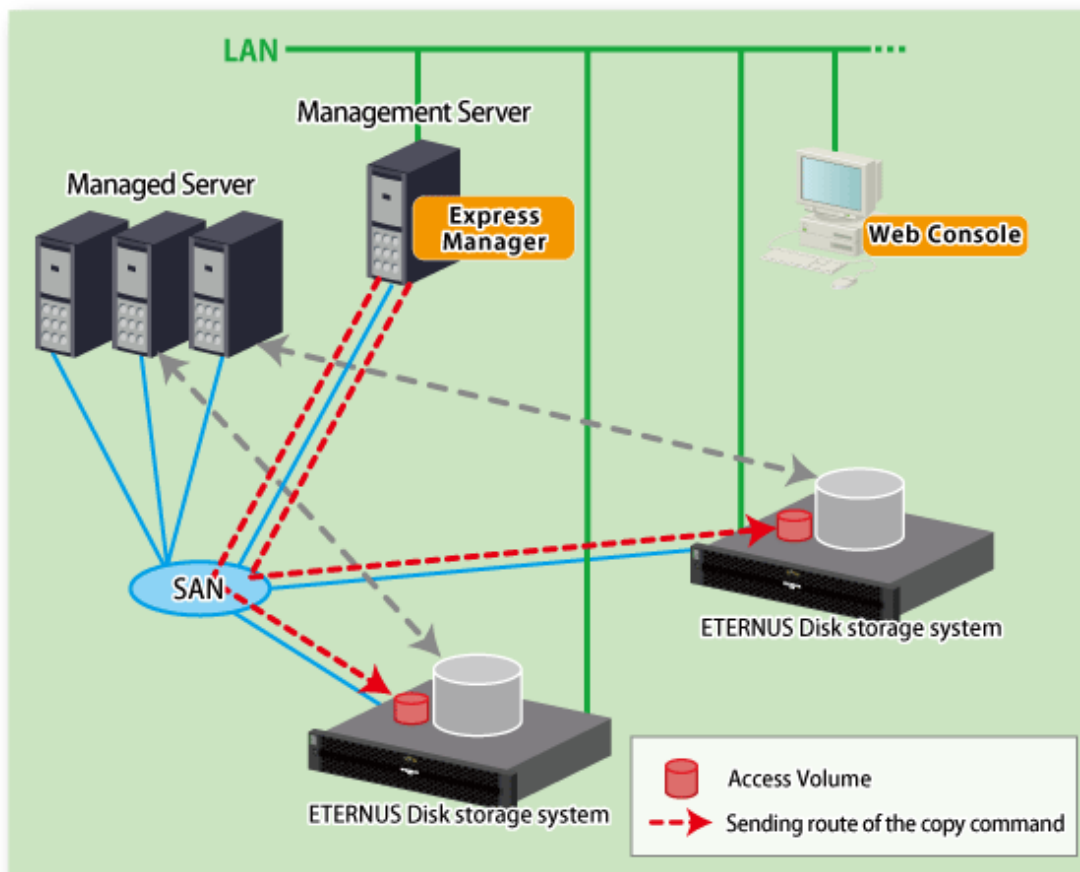 LAN
Management Server
Managed Server
Express
Manager
Web Console
SAN
ETERNUS Disk storage system
ETERNUS Disk storage system
Access Volume
Sending route of the copy command